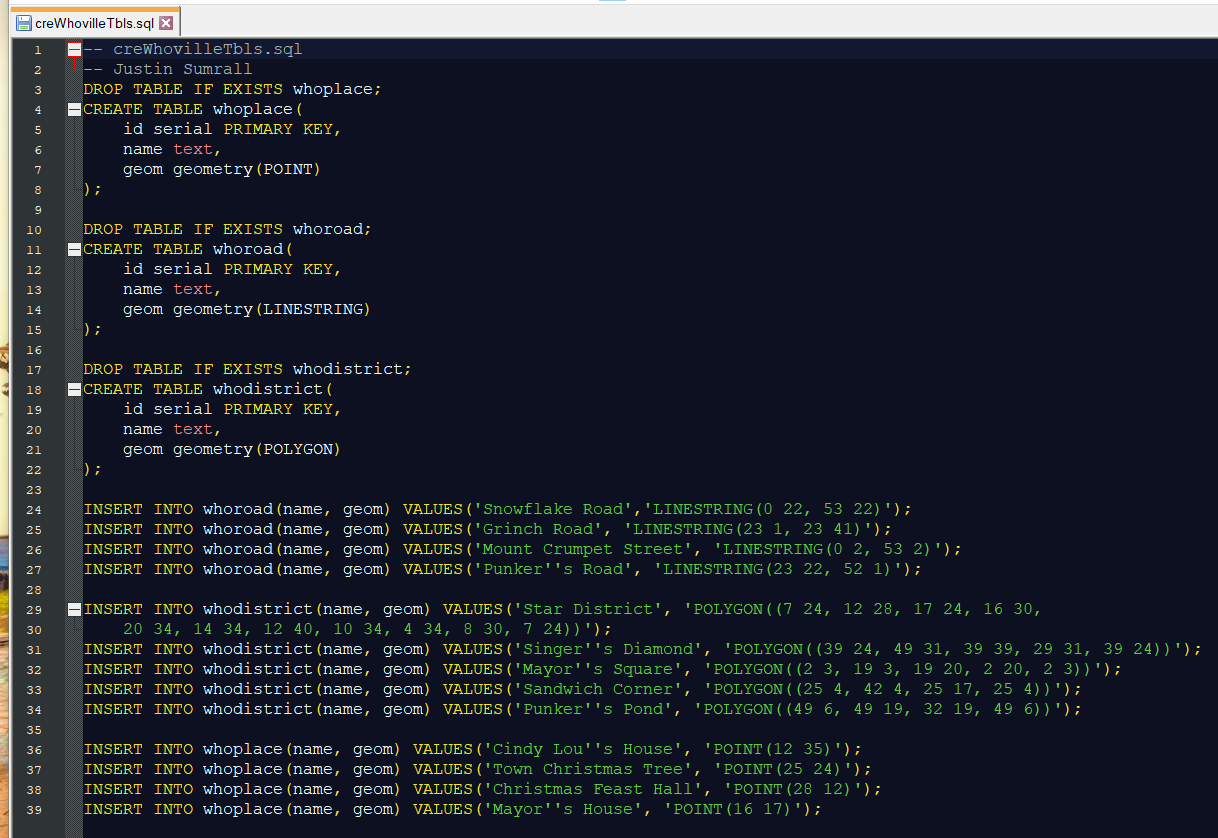 creWhovilleTbls.sql
1 -- creWhovilleTbls.sql
2 -- Justin Sumrall
3 DROP TABLE IF EXISTS whoplace;
4 CREATE TABLE whoplace(
5 id serial PRIMARY KEY,
6 name text,
7 geom geometry(POINT)
8 );
9
10 DROP TABLE IF EXISTS whoroad;
11 CREATE TABLE whoroad(
12 id serial PRIMARY KEY,
13 name text,
14 geom geometry(LINESTRING)
15 );
16
17 DROP TABLE IF EXISTS whodistrict;
18 CREATE TABLE whodistrict(
19 id serial PRIMARY KEY,
20 name text,
21 geom geometry(POLYGON)
22 );
23
24 INSERT INTO whoroad(name, geom) VALUES('Snowflake Road','LINESTRING(0 22, 53 22)');
25 INSERT INTO whoroad(name, geom) VALUES('Grinch Road', 'LINESTRING(23 1, 23 41)');
26 INSERT INTO whoroad(name, geom) VALUES('Mount Crumpet Street', 'LINESTRING(0 2, 53 2)');
27 INSERT INTO whoroad(name, geom) VALUES('Punker''s Road', 'LINESTRING(23 22, 52 1)');
28
29 INSERT INTO whodistrict(name, geom) VALUES('Star District', 'POLYGON((7 24, 12 28, 17 24, 16 30,
30 20 34, 14 34, 12 40, 10 34, 4 34, 8 30, 7 24))');
31 INSERT INTO whodistrict(name, geom) VALUES('Singer''s Diamond', 'POLYGON((39 24, 49 31, 39 39, 29 31, 39 24))');
32 INSERT INTO whodistrict(name, geom) VALUES('Mayor''s Square', 'POLYGON((2 3, 19 3, 19 20, 2 20, 2 3))');
33 INSERT INTO whodistrict(name, geom) VALUES('Sandwich Corner', 'POLYGON((25 4, 42 4, 25 17, 25 4))');
34 INSERT INTO whodistrict(name, geom) VALUES('Punker''s Pond', 'POLYGON((49 6, 49 19, 32 19, 49 6))');
35
36 INSERT INTO whoplace(name, geom) VALUES('Cindy Lou''s House', 'POINT(12 35)');
37 INSERT INTO whoplace(name, geom) VALUES('Town Christmas Tree', 'POINT(25 24)');
38 INSERT INTO whoplace(name, geom) VALUES('Christmas Feast Hall', 'POINT(28 12)');
39 INSERT INTO whoplace(name, geom) VALUES('Mayor''s House', 'POINT(16 17)');